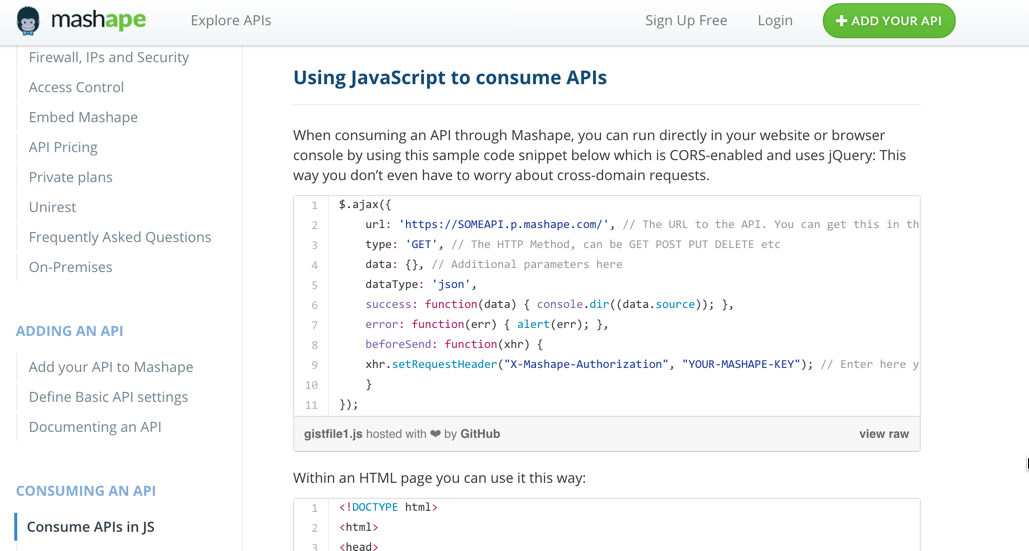 mashape
Explore APIs
Sign Up Free
Login
+ ADD YOUR API
Firewall, IPs and Security
Access Control
Embed Mashape
API Pricing
Private plans
Unirest
Frequently Asked Questions
On-Premises
ADDING AN API
Add your API to Mashape
Define Basic API settings
Documenting an API
CONSUMING AN API
Consume APIs in JS
Using JavaScript to consume APIs
When consuming an API through Mashape, you can run directly in your website or browser
console by using this sample code snippet below which is CORS-enabled and uses jQuery: This
way you don’t even have to worry about cross-domain requests.
1 $.ajax({
2 url: 'https://SOMEAPI.p.mashape.com/', // The URL to the API. You can get this in th
3 type: 'GET', // The HTTP Method, can be GET POST PUT DELETE etc
4 data: {}, // Additional parameters here
5 dataType: 'json',
6 success: function(data) { console.dir((data.source)); },
7 error: function(err) { alert(err); },
8 beforeSend: function(xhr) {
9 xhr.setRequestHeader("X-Mashape-Authorization", "YOUR-MASHAPE-KEY"); // Enter here y
10 }
11 });
gistfile1.js hosted with ❤ by GitHub
view raw
Within an HTML page you can use it this way:
1 <!DOCTYPE html>
2 <html>
3 <head>